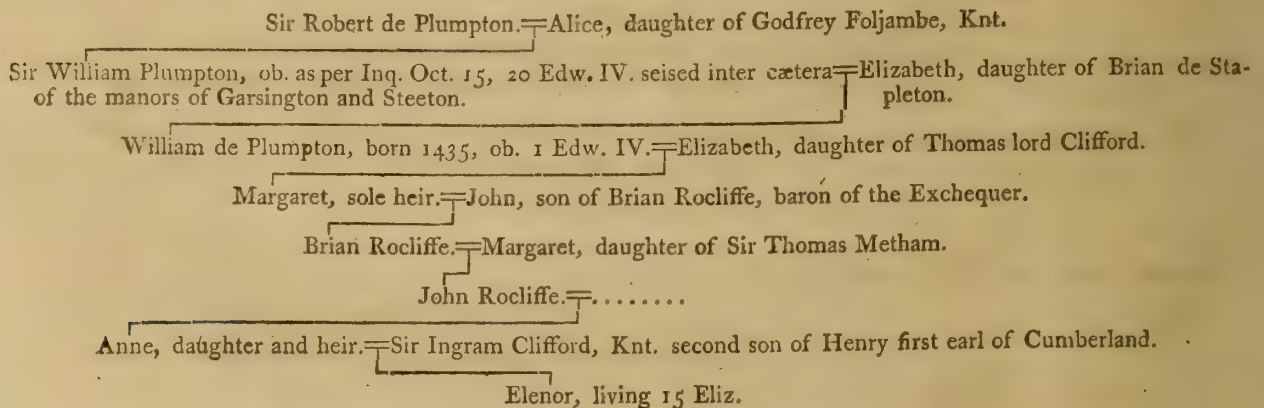 Sir Robert de Plumpton.=Alice, daughter of Godfrey Foljambe, Knt.
Sir William Plumpton, ob. as per Inq. Oct. 15, 20 Edw. IV. seised inter cætera=Elizabeth, daughter of Brian de Sta-
of the manors of Garsington and Steeton. pleton.
William de Plumpton, born 1435, ob. 1 Edw. IV.=Elizabeth, daughter of Thomas lord Clifford.
Margaret, sole heir.=John, son of Brian Rocliffe, baron of the Exchequer.
Brian Rocliffe.=Margaret, daughter of Sir Thomas Metham.
John Rocliffe.=........
Anne, daughter and heir.=Sir Ingram Clifford, Knt. second son of Henry first earl of Cumberland.
Elenor, living 15 Eliz.